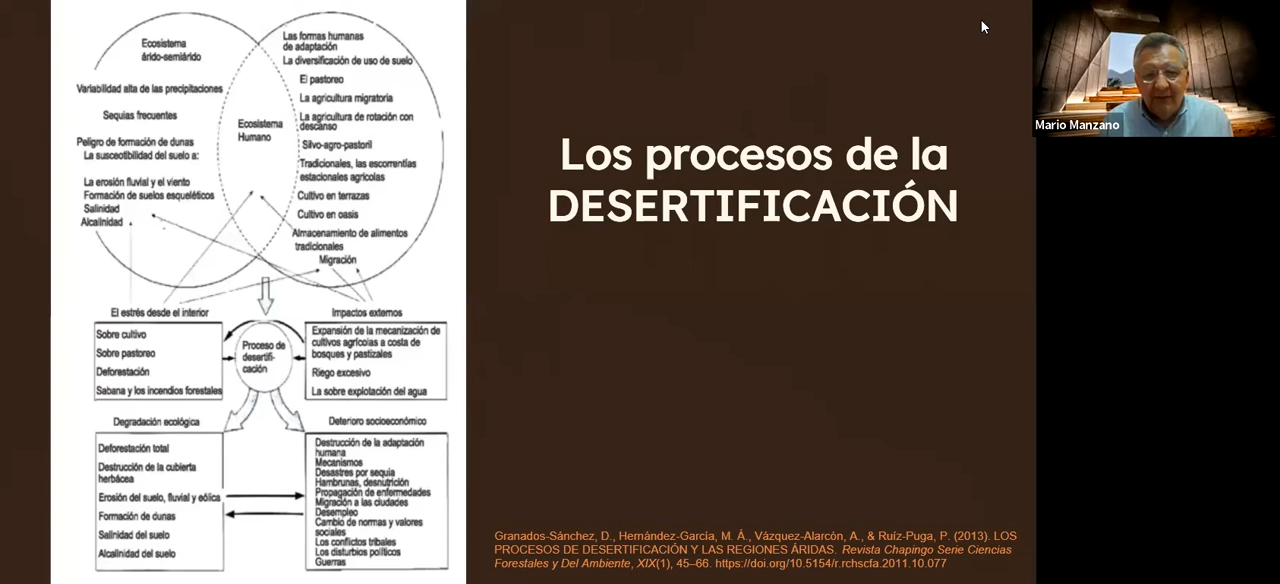 Ecosistema
árido-semiárido
Variabilidad alta de las precipitaciones
Sequias frecuentes
Peligro de formación de dunas
La susceotibilidad del suelo a:
La erosión fluvial y el viento
Formación de suelos esqueléticos
Salinidad
Alcalinidad
Ecosistema
Humano
Las formas humanas
de adaptación
La diversificación de uso de suelo
El pastoreo
La agricultura migratoria
La agricultura de rotación con
descanso
Silvo-agro-pastoril
Tradicionales, las escorrentías
estacionales agrícolas
Cultivo en terrazas
Cultivo en oasis
Almacenamiento de alimentos
tradicionales
Migración
El estrés desde el interior
Sobre cultivo
Sobre pastoreo
Deforestación
Sabana y los incendios forestales
Proceso de
desertifi-
cación
Impactos externos
Expansión de la mecanización de
cultivos agrícolas a costa de
bosques y pastizales
Riego excesivo
La sobre explotación del agua
Degradación ecológica
Deforestación total
Destrucción de la cubierta
herbácea
Erosión del suelo, fluvial y eólica
Formación de dunas
Salinidad del suelo
Alcalinidad del suelo
Deterioro socioeconómico
Destrucción de la adaptación
humana
Mecanismos
Desastres por sequia
Hambrunas, desnutrición
Propagación de enfermedades
Migración a las ciudades
Desempleo
Cambio de normas y valores
sociales
Los conflictos tribales
Los disturbios políticos
Guerras
Los procesos de la
DESERTIFICACIÓN
Granados-Sánchez, D., Hernández-García, M. Á., Vázquez-Alarcón, A., & Ruíz-Puga, P. (2013). LOS
PROCESOS DE DESERTIFICACIÓN Y LAS REGIONES ÁRIDAS. Revista Chapingo Serie Ciencias
Forestales y Del Ambiente, XIX(1), 45–66. https://doi.org/10.5154/r.rchscfa.2011.10.077
Mario Manzano